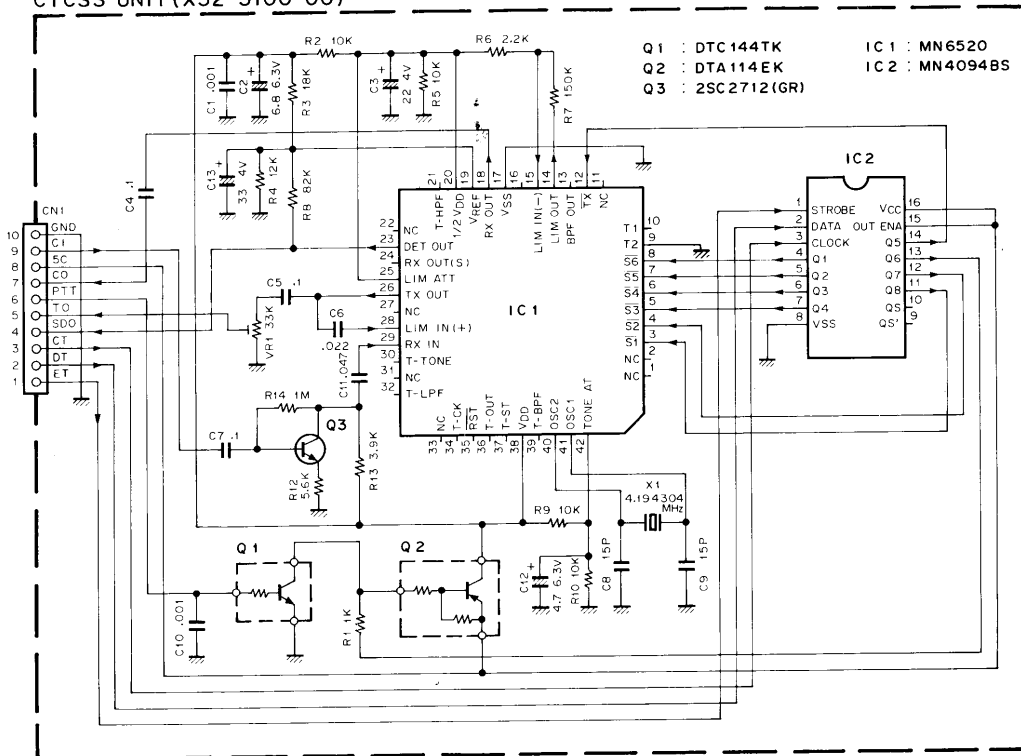 CTCSS UNIT (X52-3100-00)
Q1 : DTC144TK
Q2 : DTA114EK
Q3 : 2SC2712(GR)
IC1 : MN6520
IC2 : MN4094BS
R2 10K
R6 2.2K
C1 .001
C2 6.8 6.3V
R3 18K
C3 22 4V
R5 10K
R7 150K
C4 .1
C13 33 4V
R4 12K
R8 82K
CN1
10 GND
9 CI
8 5C
7 CO
6 PTT
5 TO
4 SDO
3 CT
2 DT
1 ET
C5 .1
VR1 33K
C6 .022
C11 .047
R14 1M
Q3
C7 .1
R12 5.6K
R13 3.9K
IC1
21 T-HPF
20 1/2 VDD
19 VREF
18 RX OUT
17 VSS
16
15 LIM IN(-)
14 LIM OUT
13 BPF OUT
12 TX
11 NC
22 NC
23 DET OUT
24 RX OUT(S)
25 LIM ATT
26 TX OUT
27 NC
28 LIM IN(+)
29 RX IN
30 T-TONE
31 NC
32 T-LPF
T1 10
T2 9
S6 8
S5 7
S4 6
S3 5
S2 4
S1 3
NC 2
NC 1
33 NC
34 T-CK
35 RST
36 T-OUT
37 T-ST
38 VDD
39 T-BPF
40 OSC2
41 OSC1
42 TONE AT
IC2
1 STROBE
2 DATA
3 CLOCK
4 Q1
5 Q2
6 Q3
7 Q4
8 VSS
VCC 16
OUT ENA 15
Q5 14
Q6 13
Q7 12
Q8 11
QS 10
QS' 9
X1
4.194304
MHz
R9 10K
C12 4.7 6.3V
R10 10K
C8 15P
C9 15P
Q1
Q2
C10 .001
R1 1K